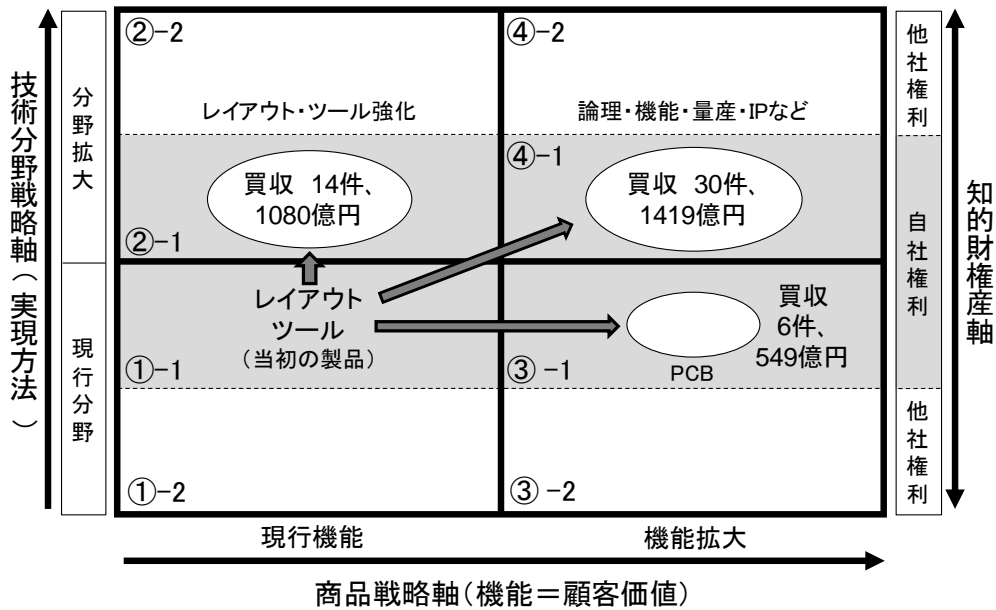 技術分野戦略軸(実現方法)
分野拡大
現行分野
②-2
レイアウト・ツール強化
買収 14件、
1080億円
②-1
④-2
論理・機能・量産・IPなど
④-1
買収 30件、
1419億円
レイアウト
ツール
(当初の製品)
①-1
①-2
買収
6件、
549億円
PCB
③-1
③-2
他社権利
自社権利
他社権利
知的財権産軸
現行機能
機能拡大
商品戦略軸(機能=顧客価値)